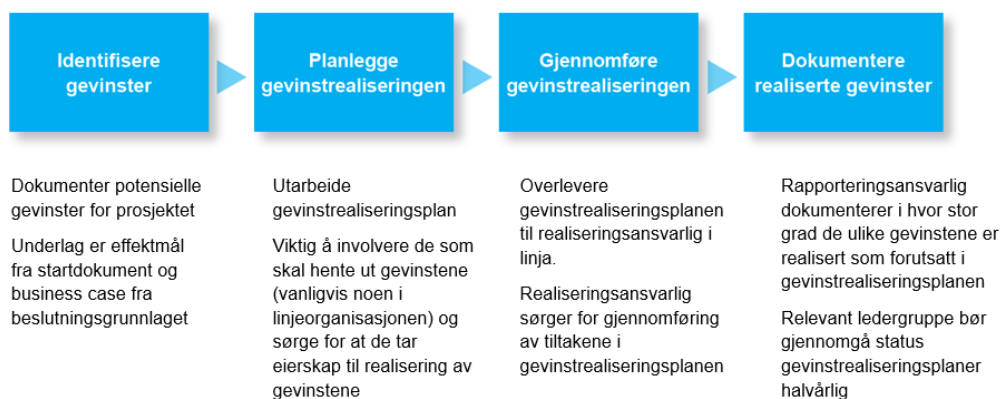 Identifisere
gevinster
Planlegge
gevinstrealiseringen
Gjennomføre
gevinstrealiseringen
Dokumentere
realiserte gevinster
Dokumenter potensielle
gevinster for prosjektet
Underlag er effektmål
fra startdokument og
business case fra
beslutningsgrunnlaget
Utarbeide
gevinstrealiseringsplan
Viktig å involvere de som
skal hente ut gevinstene
(vanligvis noen i
linjeorganisasjonen) og
sørge for at de tar
eierskap til realisering av
gevinstene
Overlevere
gevinstrealiseringsplanen
til realiseringsansvarlig i
linja.
Realiseringsansvarlig
sørger for gjennomføring
av tiltakene i
gevinstrealiseringsplanen
Rapporteringsansvarlig
dokumenterer i hvor stor
grad de ulike gevinstene er
realisert som forutsatt i
gevinstrealiseringsplanen
Relevant ledergruppe bør
gjennomgå status
gevinstrealiseringsplaner
halvårlig